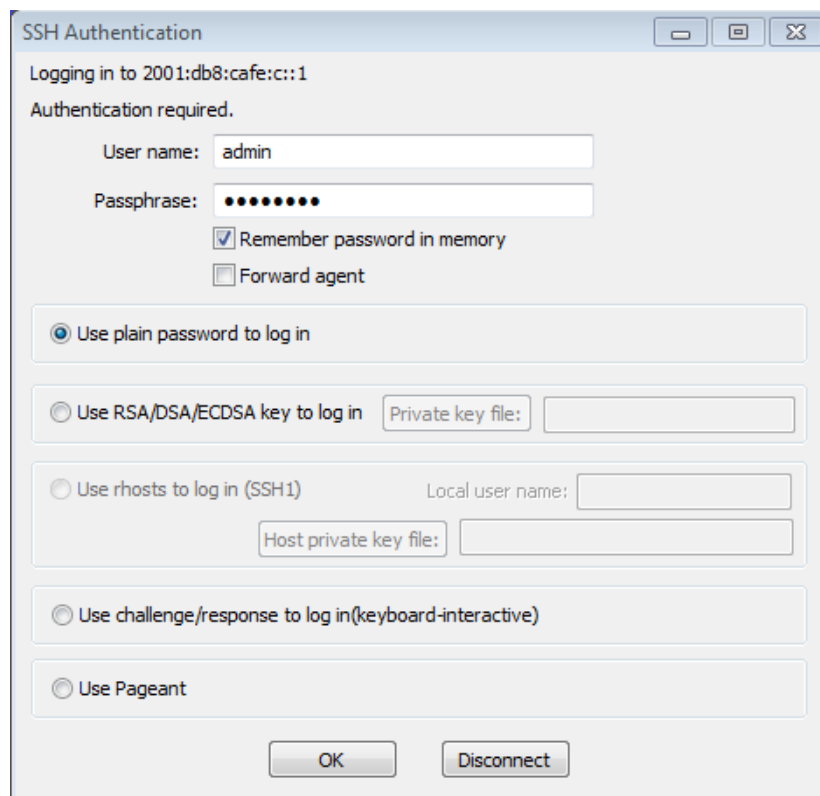 SSH Authentication
Logging in to 2001:db8:cafe:c::1
Authentication required.
User name: admin
Passphrase: ●●●●●●●●
Remember password in memory
Forward agent
Use plain password to log in
Use RSA/DSA/ECDSA key to log in Private key file:
Use rhosts to log in (SSH1) Local user name:
Host private key file:
Use challenge/response to log in(keyboard-interactive)
Use Pageant
OK Disconnect